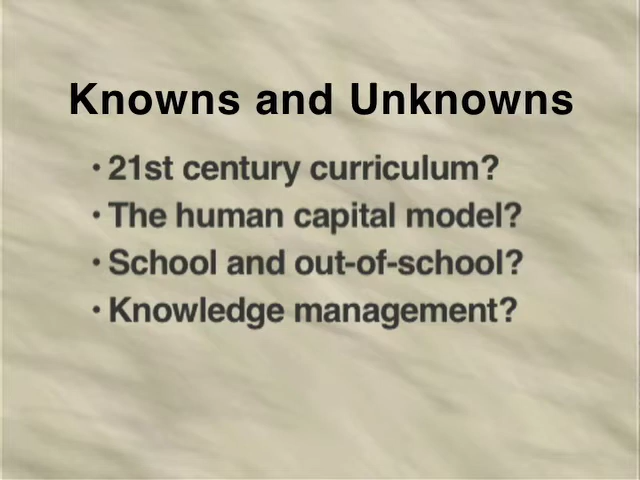 Knowns and Unknowns
• 21st century curriculum?
• The human capital model?
• School and out-of-school?
• Knowledge management?